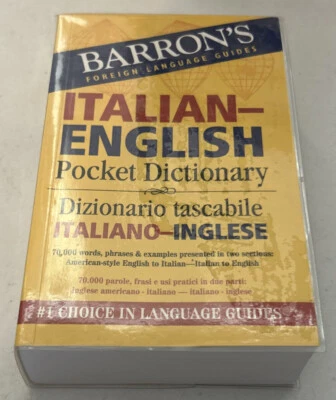 BARRON'S
FOREIGN LANGUAGE GUIDES
ITALIAN–
ENGLISH
Pocket Dictionary
Dizionario tascabile
ITALIANO–INGLESE
70,000 words, phrases & examples presented in two sections:
American-style English to Italian—Italian to English
70.000 parole, frasi e usi pratici in due parti:
inglese americano - italiano — italiano - inglese
#1 CHOICE IN LANGUAGE GUIDES